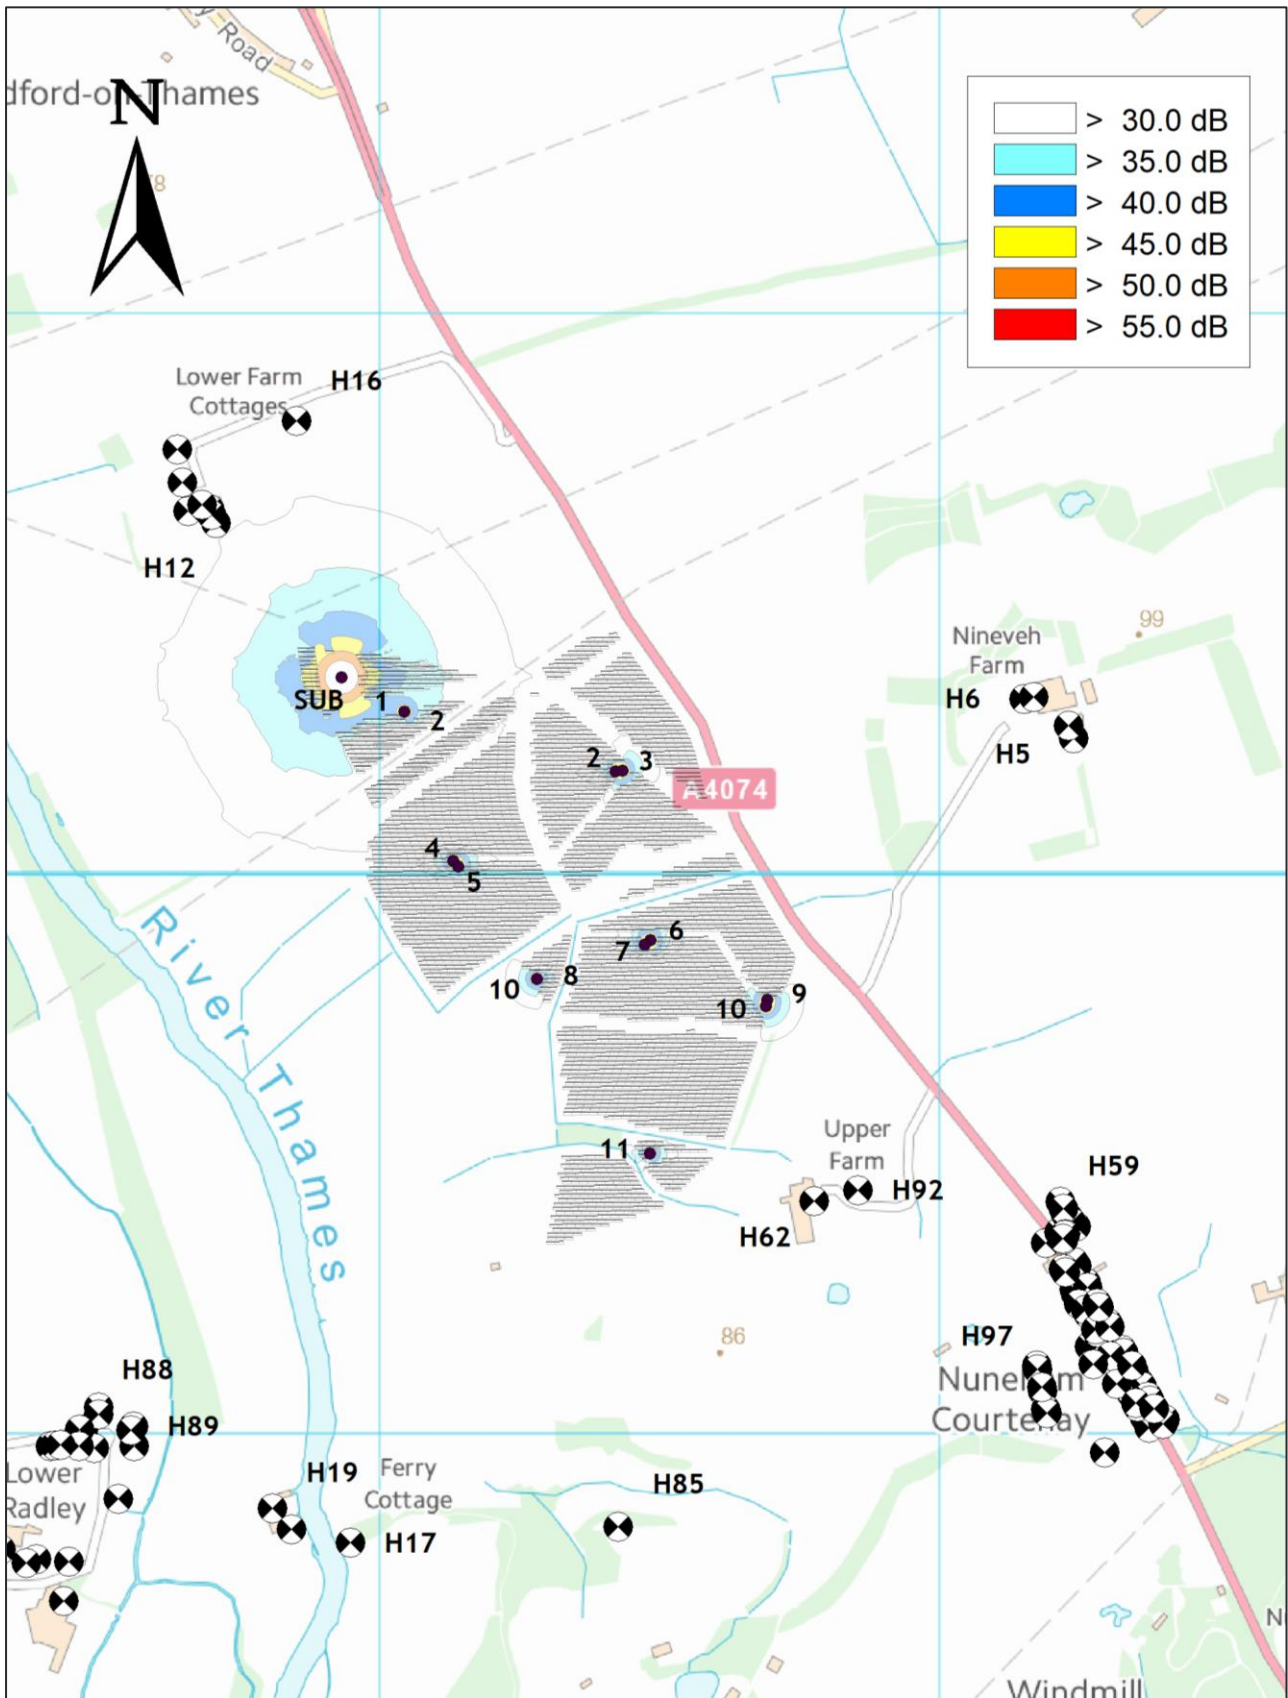 Road
dford-on-Thames
N
> 30.0 dB
> 35.0 dB
> 40.0 dB
> 45.0 dB
> 50.0 dB
> 55.0 dB
Lower Farm
Cottages
H16
H12
99
Nineveh
Farm
H6
H5
SUB
1
2
2
3
A4074
4
5
6
7
8
10
9
10
River Thames
11
Upper
Farm
H92
H62
H59
86
H97
Nuneham
Courtenay
H88
H89
Lower
Radley
H19
Ferry
Cottage
H17
H85
N
Windmill